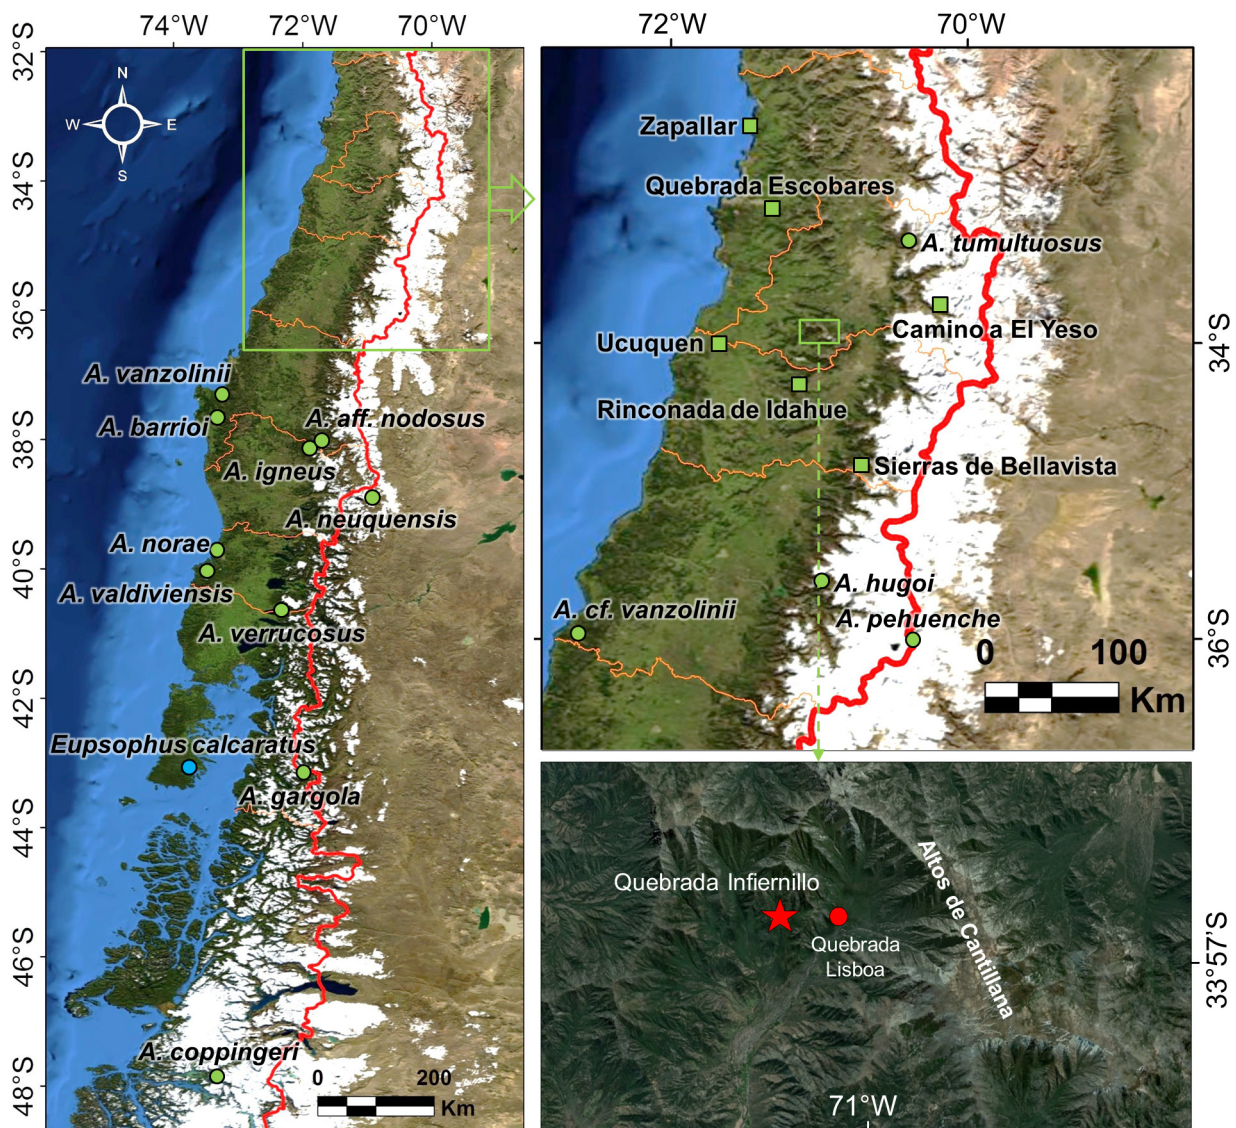 74°W
72°W
70°W
32°S
34°S
36°S
38°S
40°S
42°S
44°S
46°S
48°S
N
W
E
S
A. vanzolinii
A. barrioi
A. aff. nodosus
A. igneus
A. neuquensis
A. norae
A. valdiviensis
A. verrucosus
Eupsophus calcaratus
A. gargola
A. coppingeri
0
200
Km
72°W
70°W
Zapallar
Quebrada Escobares
A. tumultuosus
Camino a El Yeso
Ucuquen
34°S
Rinconada de Idahue
Sierras de Bellavista
A. hugoi
A. cf. vanzolinii
A. pehuenche
36°S
0
100
Km
Quebrada Infiernillo
Quebrada
Lisboa
Altos de Cantillana
33°57'S
71°W